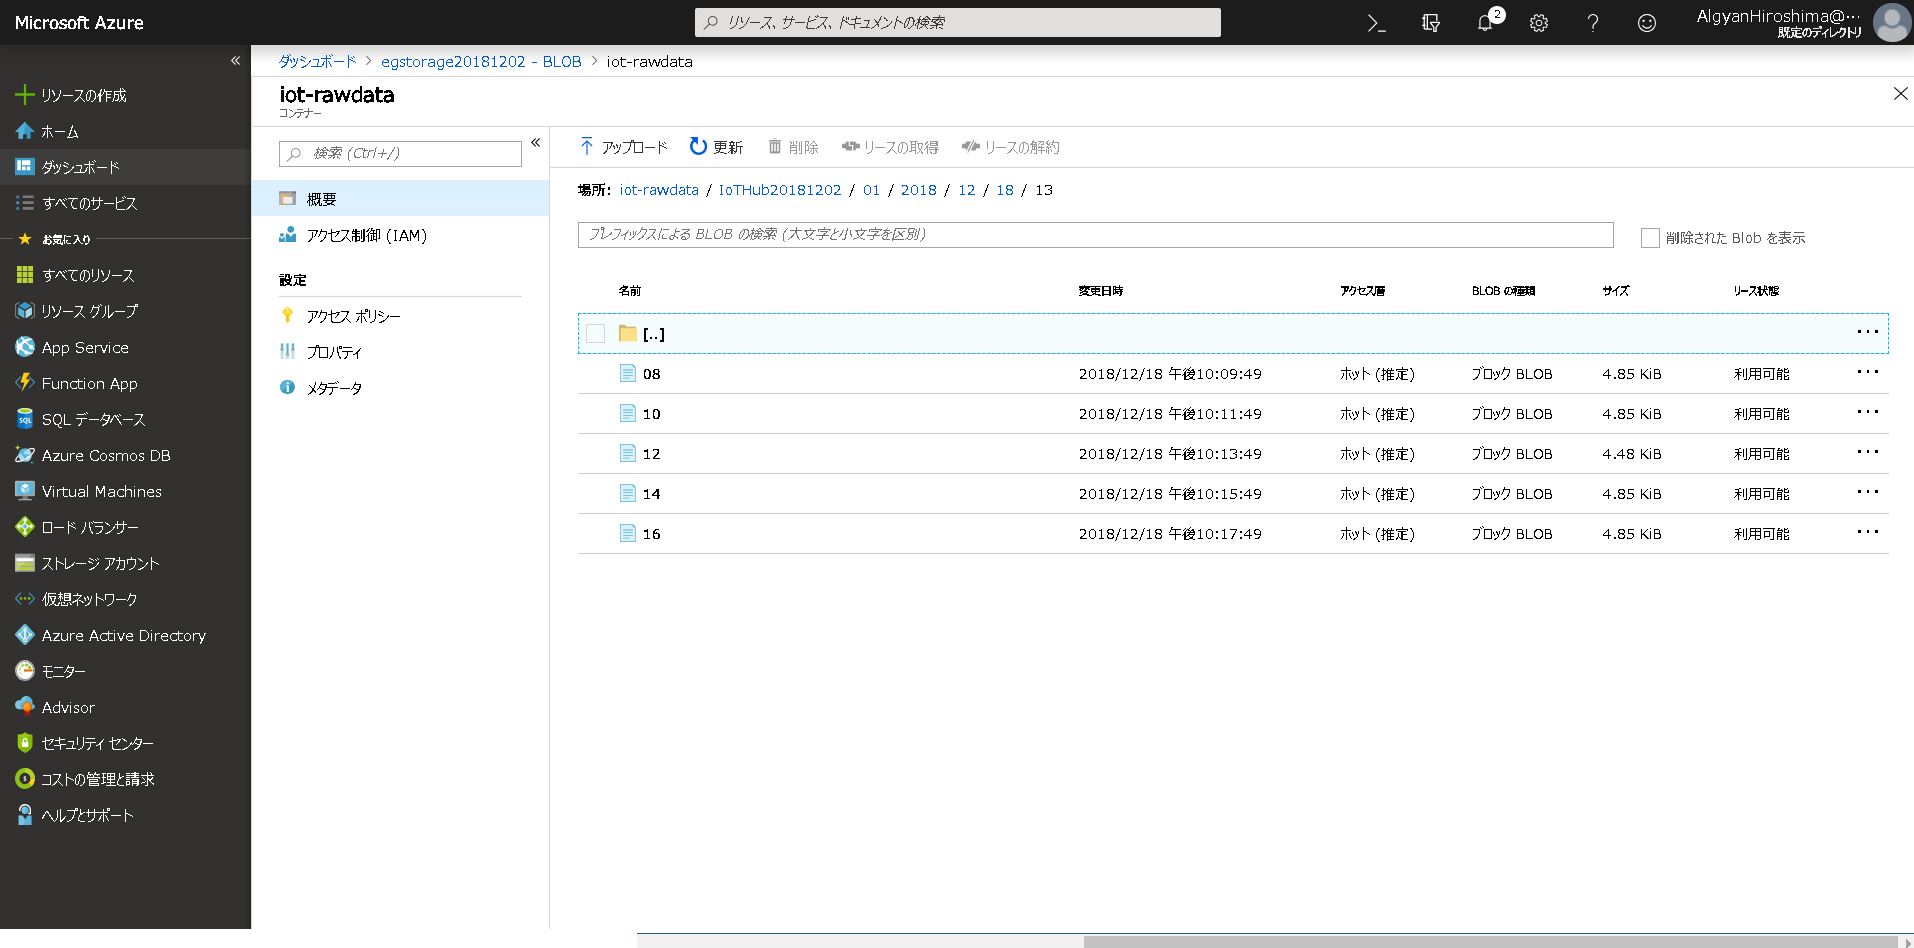 Microsoft Azure
リソース、サービス、ドキュメントの検索
2
AlgyanHiroshima@...
既定のディレクトリ
«
リソースの作成
ホーム
ダッシュボード
すべてのサービス
お気に入り
すべてのリソース
リソース グループ
App Service
Function App
SQL データベース
Azure Cosmos DB
Virtual Machines
ロード バランサー
ストレージ アカウント
仮想ネットワーク
Azure Active Directory
モニター
Advisor
セキュリティ センター
コストの管理と請求
ヘルプとサポート
ダッシュボード > egstorage20181202 - BLOB > iot-rawdata
iot-rawdata
コンテナー
検索 (Ctrl+/)
«
概要
アクセス制御 (IAM)
設定
アクセス ポリシー
プロパティ
メタデータ
アップロード 更新 削除 リースの取得 リースの解約
場所: iot-rawdata / IoTHub20181202 / 01 / 2018 / 12 / 18 / 13
プレフィックスによる BLOB の検索 (大文字と小文字を区別)
削除された Blob を表示
名前 変更日時 アクセス層 BLOB の種類 サイズ リース状態
[..] ...
08 2018/12/18 午後10:09:49 ホット (推定) ブロック BLOB 4.85 KiB 利用可能 ...
10 2018/12/18 午後10:11:49 ホット (推定) ブロック BLOB 4.85 KiB 利用可能 ...
12 2018/12/18 午後10:13:49 ホット (推定) ブロック BLOB 4.48 KiB 利用可能 ...
14 2018/12/18 午後10:15:49 ホット (推定) ブロック BLOB 4.85 KiB 利用可能 ...
16 2018/12/18 午後10:17:49 ホット (推定) ブロック BLOB 4.85 KiB 利用可能 ...